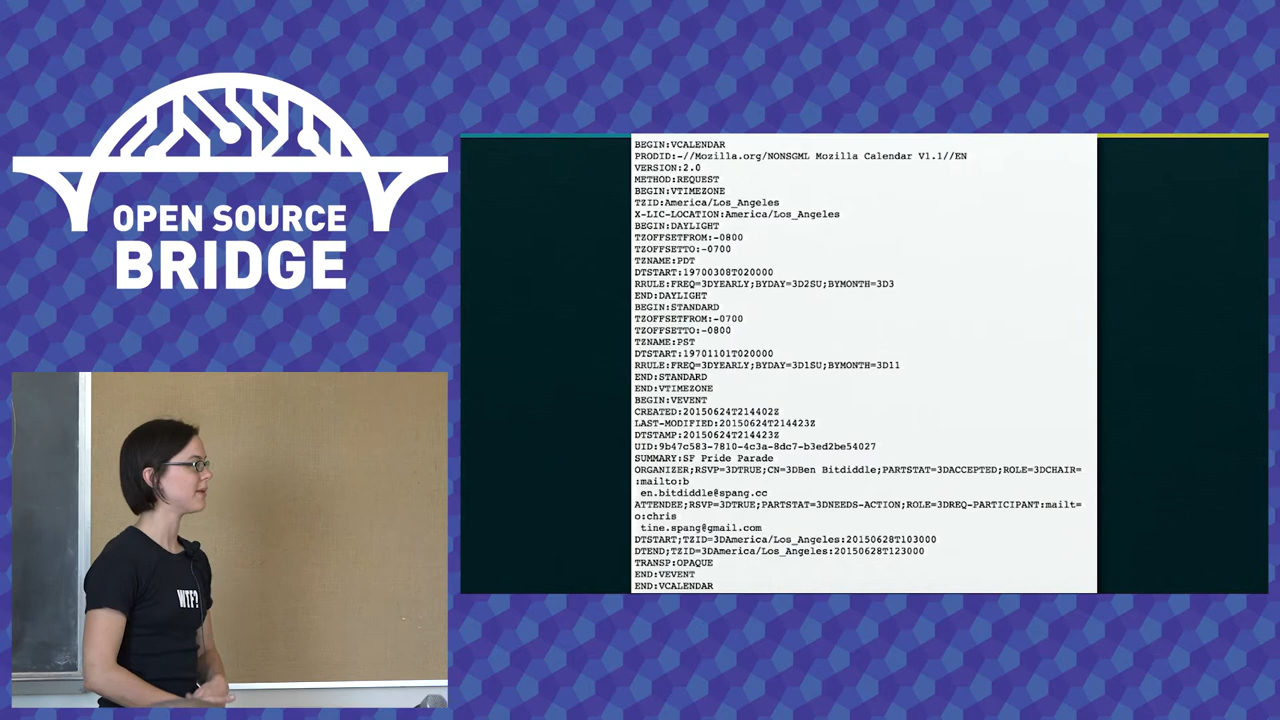 OPEN SOURCE
BRIDGE
WTF?
BEGIN:VCALENDAR
PRODID:-//Mozilla.org/NONSGML Mozilla Calendar V1.1//EN
VERSION:2.0
METHOD:REQUEST
BEGIN:VTIMEZONE
TZID:America/Los_Angeles
X-LIC-LOCATION:America/Los_Angeles
BEGIN:DAYLIGHT
TZOFFSETFROM:-0800
TZOFFSETTO:-0700
TZNAME:PDT
DTSTART:19700308T020000
RRULE:FREQ=3DYEARLY;BYDAY=3D2SU;BYMONTH=3D3
END:DAYLIGHT
BEGIN:STANDARD
TZOFFSETFROM:-0700
TZOFFSETTO:-0800
TZNAME:PST
DTSTART:19701101T020000
RRULE:FREQ=3DYEARLY;BYDAY=3D1SU;BYMONTH=3D11
END:STANDARD
END:VTIMEZONE
BEGIN:VEVENT
CREATED:20150624T214402Z
LAST-MODIFIED:20150624T214423Z
DTSTAMP:20150624T214423Z
UID:9b47c583-7810-4c3a-8dc7-b3ed2be54027
SUMMARY:SF Pride Parade
ORGANIZER;RSVP=3DTRUE;CN=3DBen Bitdiddle;PARTSTAT=3DACCEPTED;ROLE=3DCHAIR=
:mailto:b
en.bitdiddle@spang.cc
ATTENDEE;RSVP=3DTRUE;PARTSTAT=3DNEEDS-ACTION;ROLE=3DREQ-PARTICIPANT:mailt=
o:chris
tine.spang@gmail.com
DTSTART;TZID=3DAmerica/Los_Angeles:20150628T103000
DTEND;TZID=3DAmerica/Los_Angeles:20150628T123000
TRANSP:OPAQUE
END:VEVENT
END:VCALENDAR